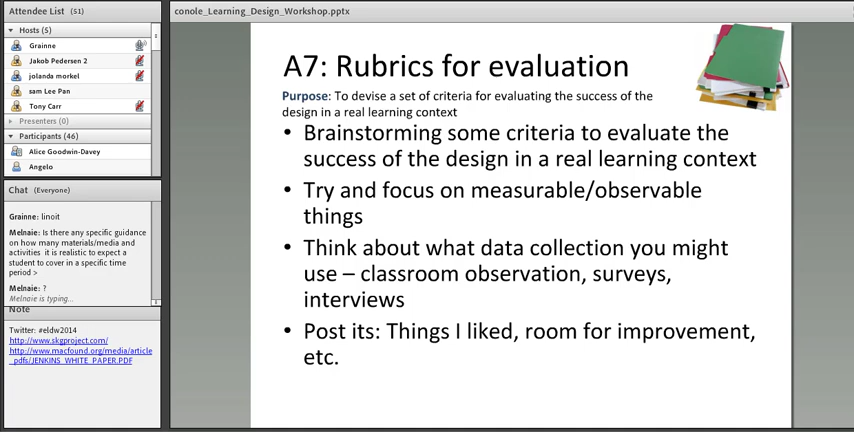 Attendee List (51)
Hosts (5)
Grainne
Jakob Pedersen 2
jolanda morkel
sam Lee Pan
Tony Carr
Presenters (0)
Participants (46)
Alice Goodwin-Davey
Angelo
Chat (Everyone)
Grainne: linoit
Melnaie: Is there any specific guidance
on how many materials/media and
activities it is realistic to expect a
student to cover in a specific time
period >
Melnaie: ?
Melnaie is typing...
Note
Twitter: #eldw2014
http://www.skgproject.com/
http://www.macfound.org/media/article
_pdfs/JENKINS_WHITE_PAPER.PDF
conole_Learning_Design_Workshop.pptx
A7: Rubrics for evaluation
Purpose: To devise a set of criteria for evaluating the success of the
design in a real learning context
• Brainstorming some criteria to evaluate the
success of the design in a real learning context
• Try and focus on measurable/observable
things
• Think about what data collection you might
use – classroom observation, surveys,
interviews
• Post its: Things I liked, room for improvement,
etc.